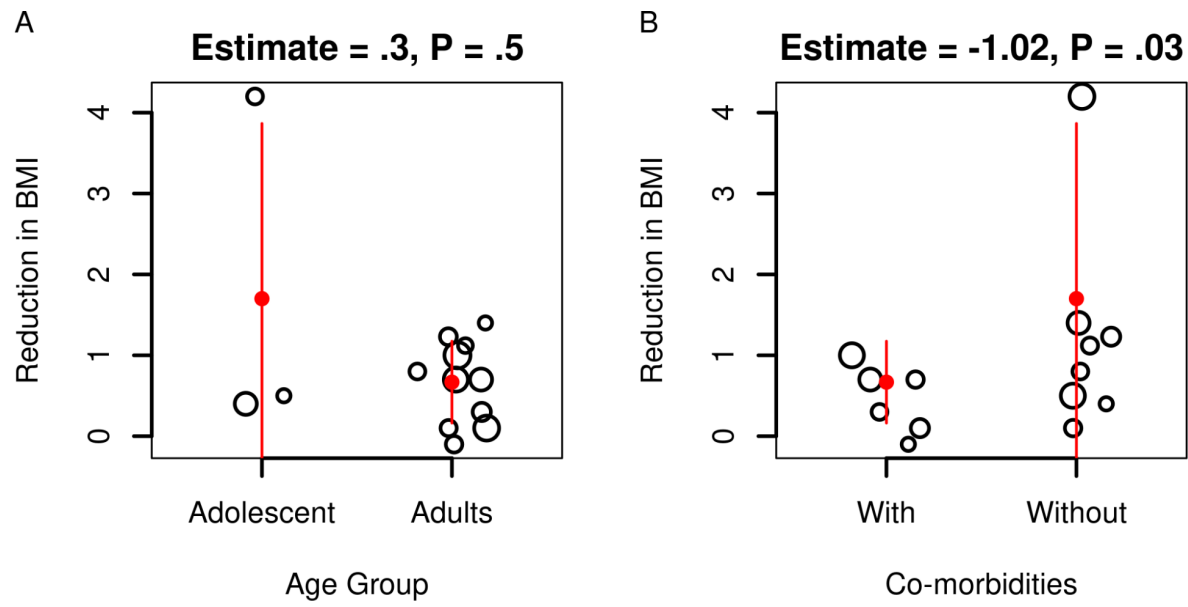 A
Estimate = .3, P = .5
Reduction in BMI
4
3
2
1
0
Adolescent Adults
Age Group
B
Estimate = -1.02, P = .03
Reduction in BMI
4
3
2
1
0
With Without
Co-morbidities